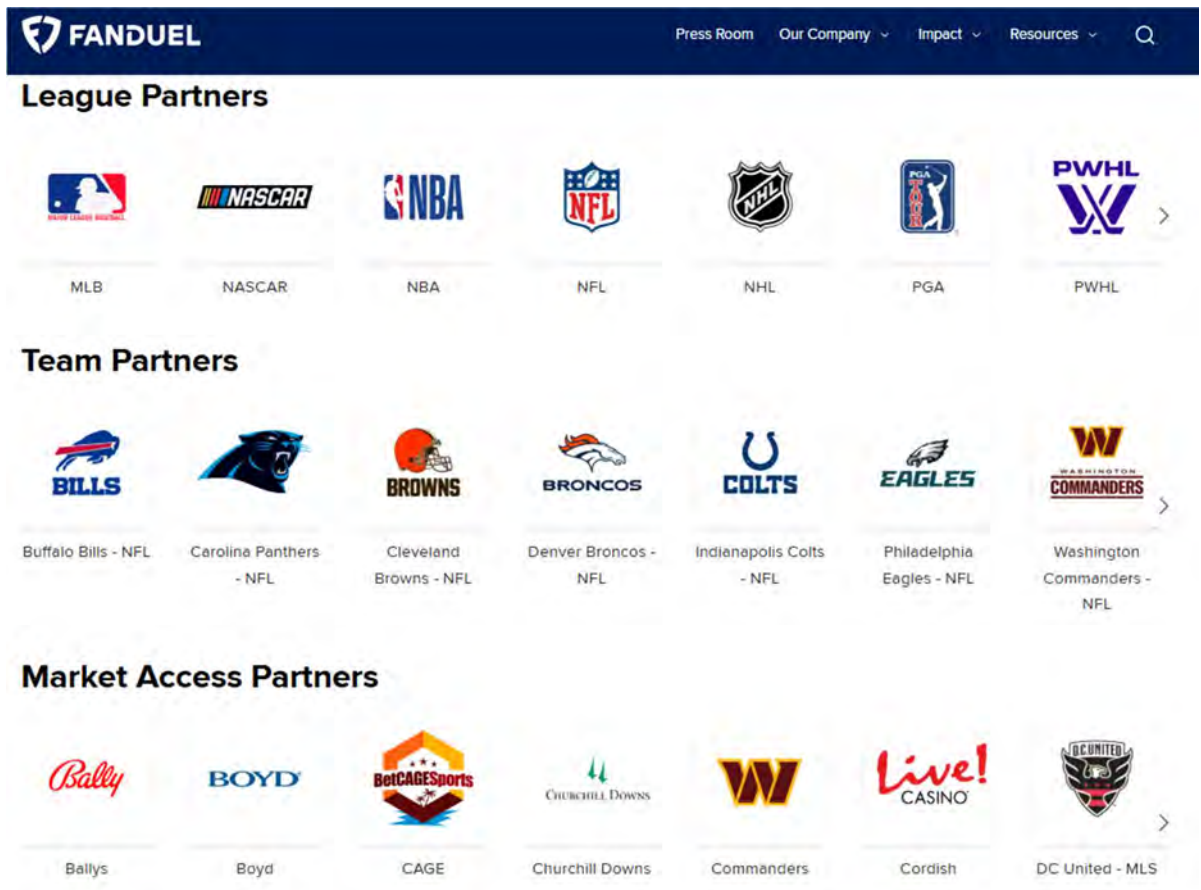 FANDUEL
Press Room Our Company Impact Resources
League Partners
MAJOR LEAGUE BASEBALL
NASCAR
NBA
NFL
NHL
PGA TOUR
PWHL
MLB NASCAR NBA NFL NHL PGA PWHL
Team Partners
BILLS
BROWNS
BRONCOS
COLTS
EAGLES
W
WASHINGTON
COMMANDERS
Buffalo Bills - NFL
Carolina Panthers
- NFL
Cleveland
Browns - NFL
Denver Broncos -
NFL
Indianapolis Colts
- NFL
Philadelphia
Eagles - NFL
Washington
Commanders -
NFL
Market Access Partners
Bally
BOYD
BetCAGESports
CHURCHILL DOWNS
W
Live!
CASINO
D.C.UNITED
Ballys Boyd CAGE Churchill Downs Commanders Cordish DC United - MLS